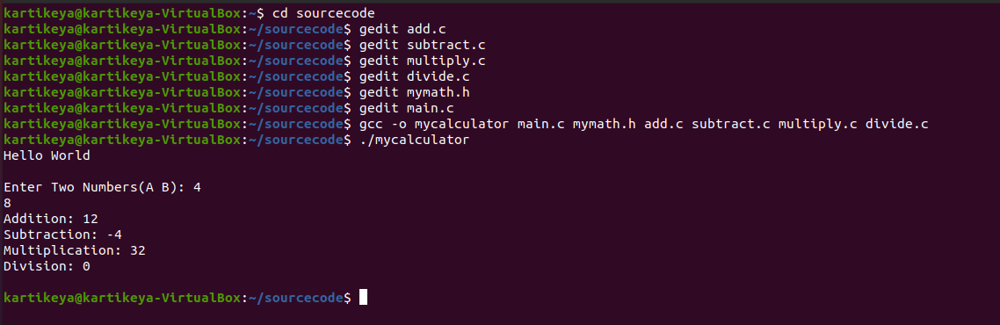 kartikeya@kartikeya-VirtualBox:~$ cd sourcecode
kartikeya@kartikeya-VirtualBox:~/sourcecode$ gedit add.c
kartikeya@kartikeya-VirtualBox:~/sourcecode$ gedit subtract.c
kartikeya@kartikeya-VirtualBox:~/sourcecode$ gedit multiply.c
kartikeya@kartikeya-VirtualBox:~/sourcecode$ gedit divide.c
kartikeya@kartikeya-VirtualBox:~/sourcecode$ gedit mymath.h
kartikeya@kartikeya-VirtualBox:~/sourcecode$ gedit main.c
kartikeya@kartikeya-VirtualBox:~/sourcecode$ gcc -o mycalculator main.c mymath.h add.c subtract.c multiply.c divide.c
kartikeya@kartikeya-VirtualBox:~/sourcecode$ ./mycalculator
Hello World
Enter Two Numbers(A B): 4
8
Addition: 12
Subtraction: -4
Multiplication: 32
Division: 0
kartikeya@kartikeya-VirtualBox:~/sourcecode$